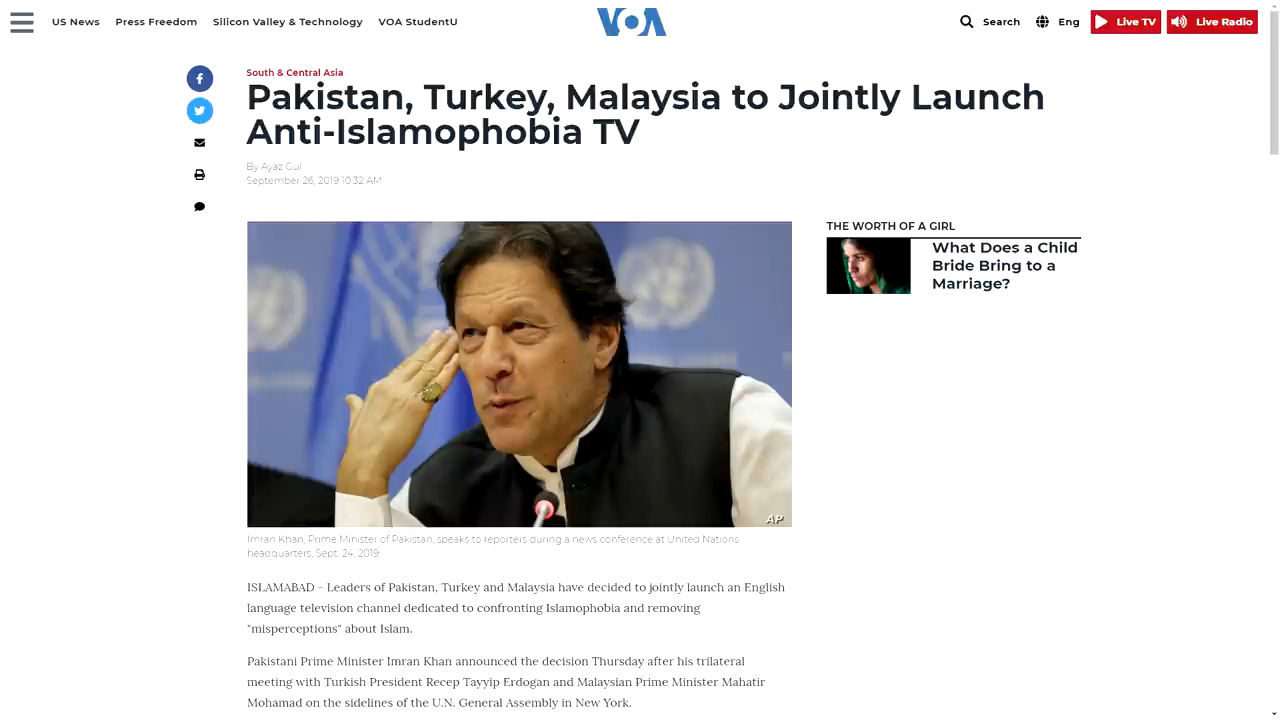 US News Press Freedom Silicon Valley & Technology VOA StudentU VOA Search Eng Live TV Live Radio
South & Central Asia
Pakistan, Turkey, Malaysia to Jointly Launch
Anti-Islamophobia TV
By Ayaz Gul
September 26, 2019 10:32 AM
THE WORTH OF A GIRL
What Does a Child
Bride Bring to a
Marriage?
AP
Imran Khan, Prime Minister of Pakistan, speaks to reporters during a news conference at United Nations
headquarters, Sept. 24, 2019
ISLAMABAD - Leaders of Pakistan, Turkey and Malaysia have decided to jointly launch an English
language television channel dedicated to confronting Islamophobia and removing
"misperceptions" about Islam.
Pakistani Prime Minister Imran Khan announced the decision Thursday after his trilateral
meeting with Turkish President Recep Tayyip Erdogan and Malaysian Prime Minister Mahatir
Mohamad on the sidelines of the U.N. General Assembly in New York.